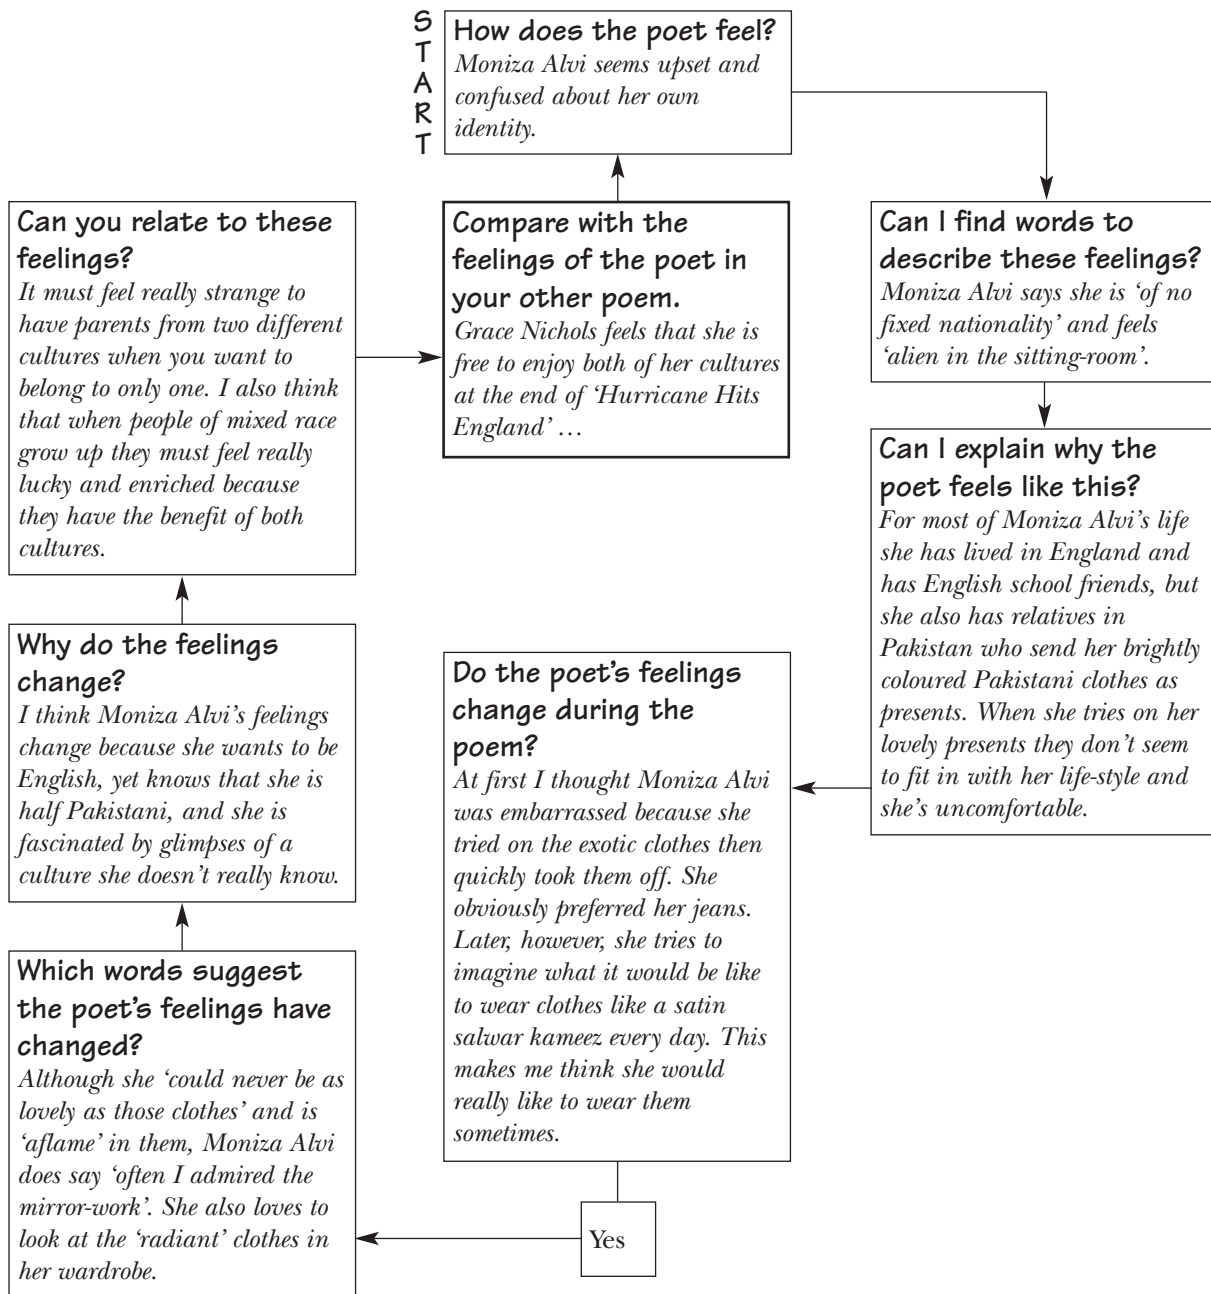 START
How does the poet feel?
Moniza Alvi seems upset and
confused about her own
identity.
Can I find words to
describe these feelings?
Moniza Alvi says she is ‘of no
fixed nationality’ and feels
‘alien in the sitting-room’.
Can I explain why the
poet feels like this?
For most of Moniza Alvi’s life
she has lived in England and
has English school friends, but
she also has relatives in
Pakistan who send her brightly
coloured Pakistani clothes as
presents. When she tries on her
lovely presents they don’t seem
to fit in with her life-style and
she’s uncomfortable.
Do the poet’s feelings
change during the
poem?
At first I thought Moniza Alvi
was embarrassed because she
tried on the exotic clothes then
quickly took them off. She
obviously preferred her jeans.
Later, however, she tries to
imagine what it would be like
to wear clothes like a satin
salwar kameez every day. This
makes me think she would
really like to wear them
sometimes.
Yes
Which words suggest
the poet’s feelings have
changed?
Although she ‘could never be as
lovely as those clothes’ and is
‘aflame’ in them, Moniza Alvi
does say ‘often I admired the
mirror-work’. She also loves to
look at the ‘radiant’ clothes in
her wardrobe.
Why do the feelings
change?
I think Moniza Alvi’s feelings
change because she wants to be
English, yet knows that she is
half Pakistani, and she is
fascinated by glimpses of a
culture she doesn’t really know.
Can you relate to these
feelings?
It must feel really strange to
have parents from two different
cultures when you want to
belong to only one. I also think
that when people of mixed race
grow up they must feel really
lucky and enriched because
they have the benefit of both
cultures.
Compare with the
feelings of the poet in
your other poem.
Grace Nichols feels that she is
free to enjoy both of her cultures
at the end of ‘Hurricane Hits
England’ …